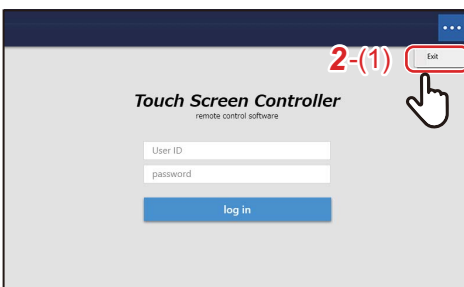 ...
2-(1)
Exit
Touch Screen Controller
remote control software
User ID
password
log in